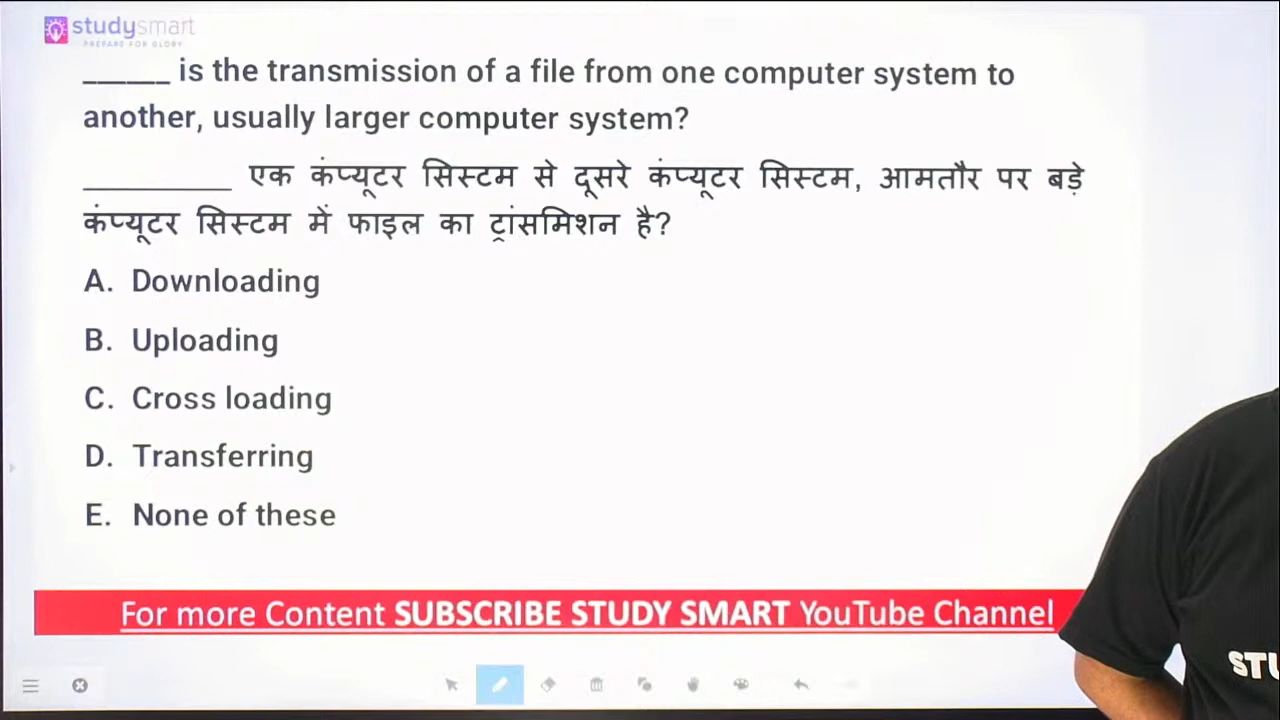 studysmart
PREPARE FOR GLORY
______ is the transmission of a file from one computer system to
another, usually larger computer system?
__________ एक कंप्यूटर सिस्टम से दूसरे कंप्यूटर सिस्टम, आमतौर पर बड़े
कंप्यूटर सिस्टम में फाइल का ट्रांसमिशन है?
A. Downloading
B. Uploading
C. Cross loading
D. Transferring
E. None of these
For more Content SUBSCRIBE STUDY SMART YouTube Channel